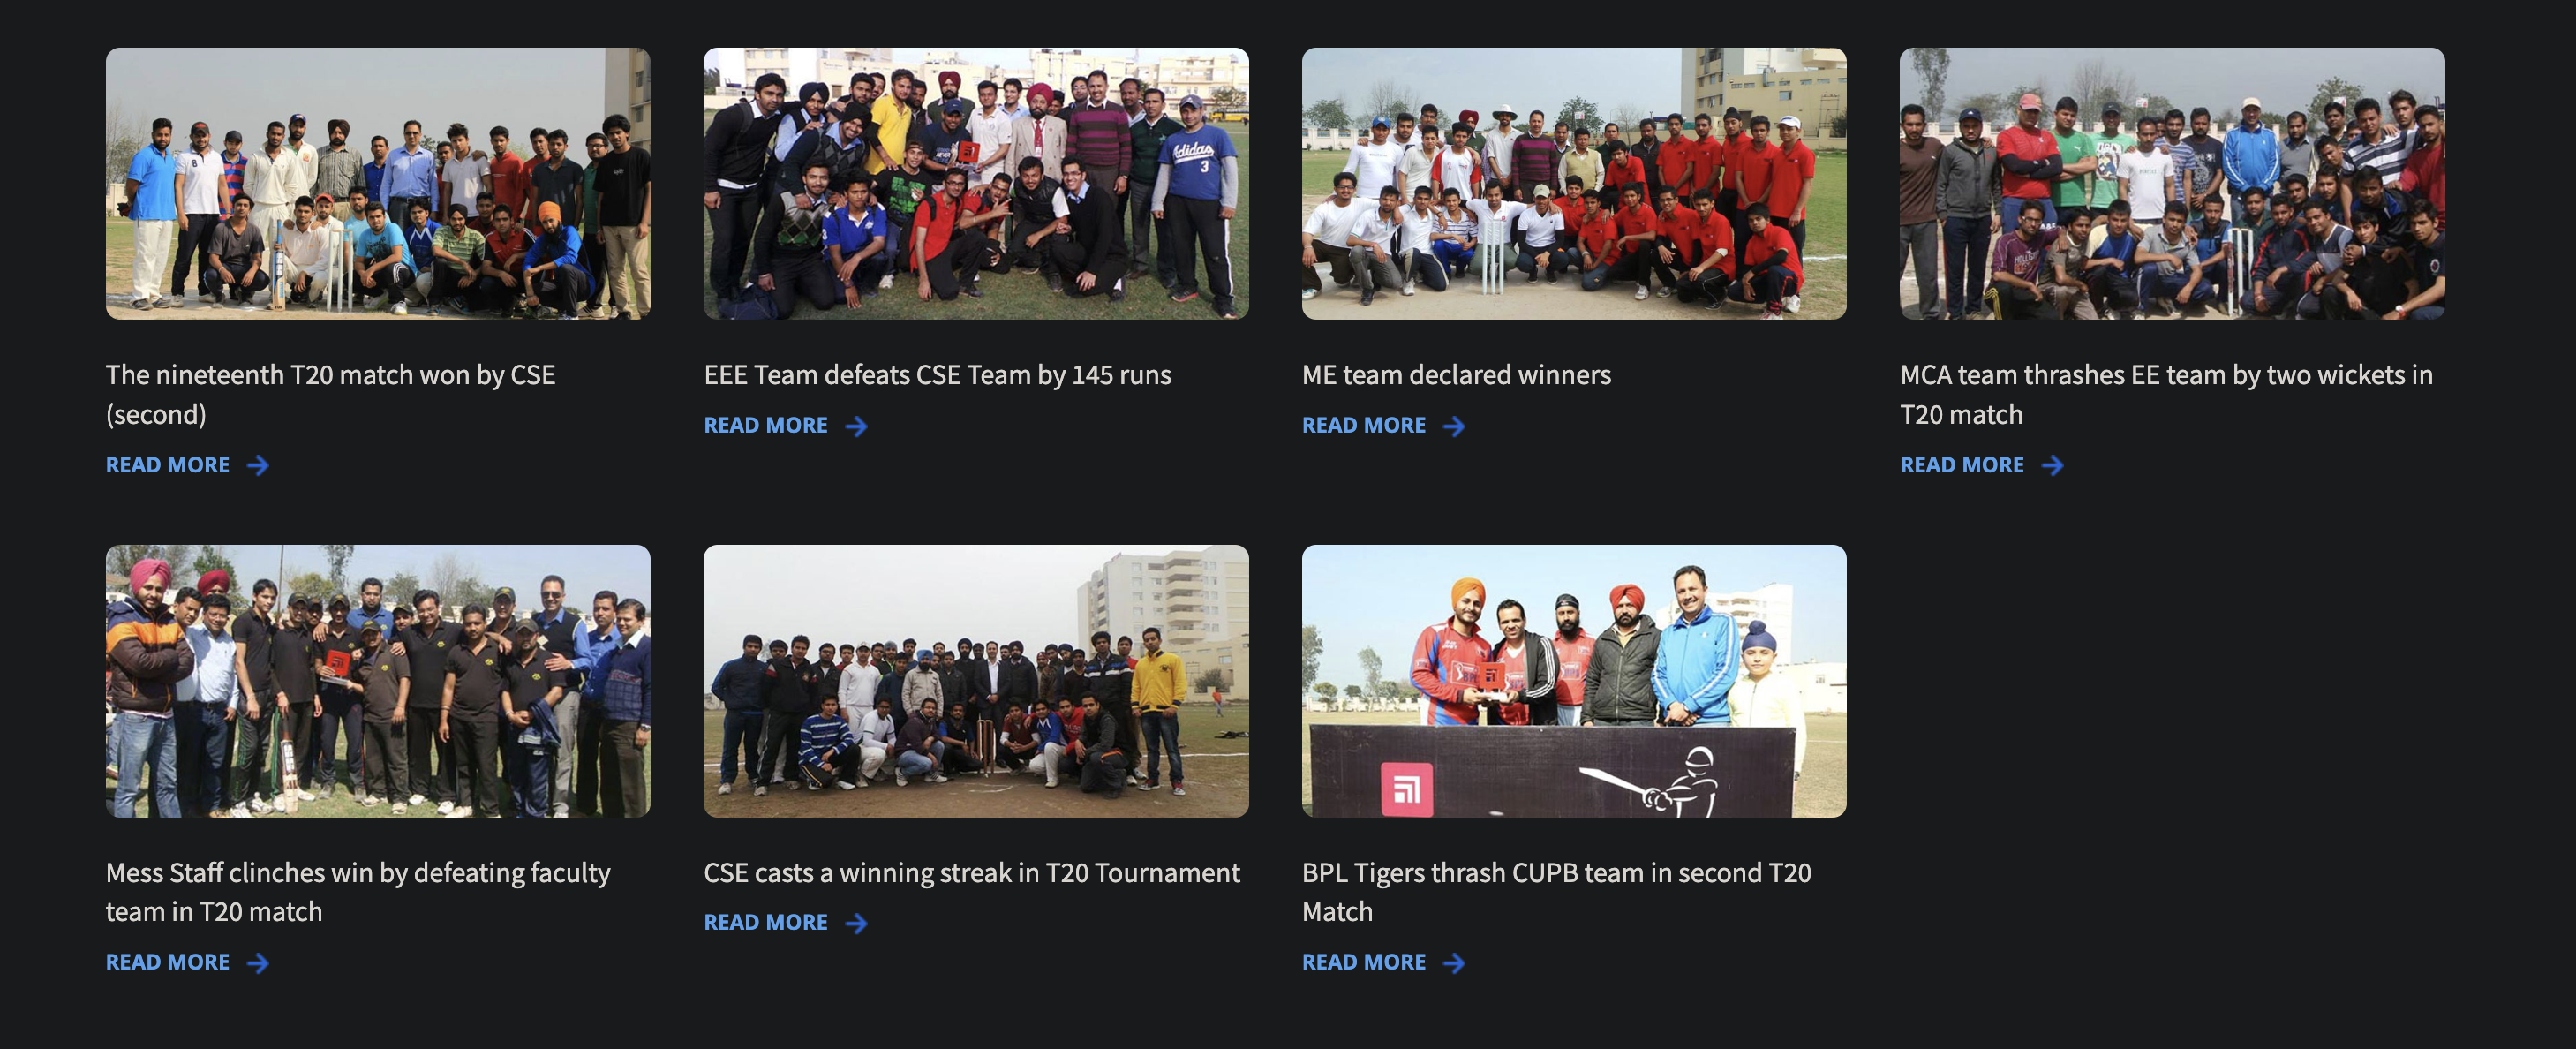 The nineteenth T20 match won by CSE
(second)
READ MORE
EEE Team defeats CSE Team by 145 runs
READ MORE
ME team declared winners
READ MORE
MCA team thrashes EE team by two wickets in
T20 match
READ MORE
Mess Staff clinches win by defeating faculty
team in T20 match
READ MORE
CSE casts a winning streak in T20 Tournament
READ MORE
BPL Tigers thrash CUPB team in second T20
Match
READ MORE
adidas
3
8